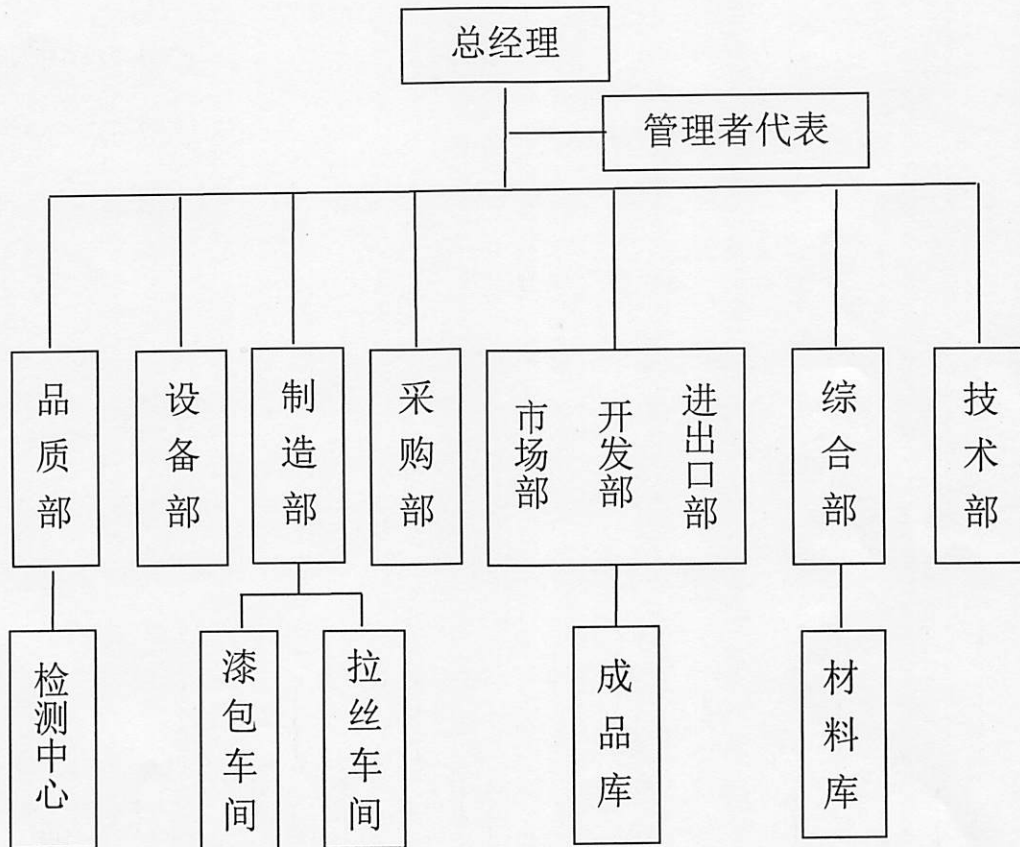 总经理
管理者代表
品质部
设备部
制造部
采购部
市场部
开发部
进出口部
综合部
技术部
检测中心
漆包车间
拉丝车间
成品库
材料库